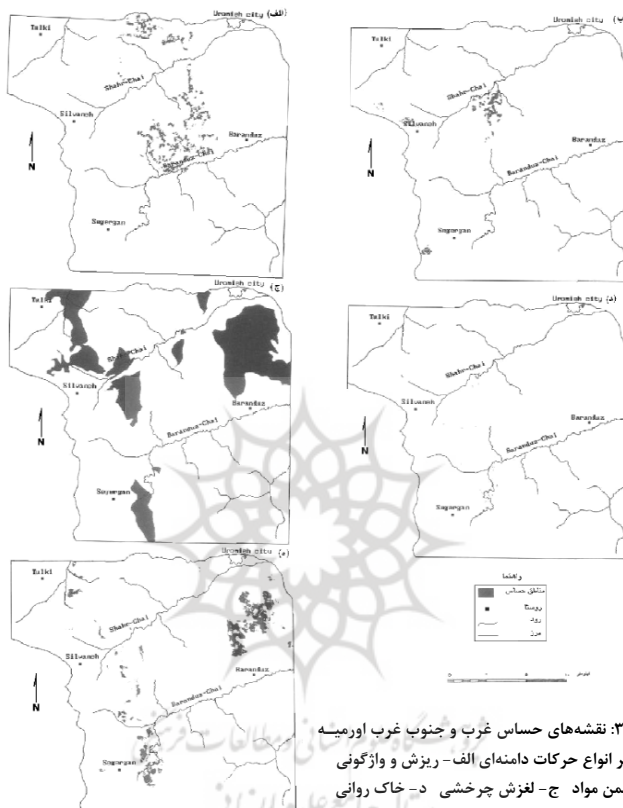 (الف)
Uromieh city
Talki
Shahr-Chai
Silvaneh
Barandaz
Baranduz-Chai
N
Sayergan
(ب)
Uromieh city
Talki
Shahr-Chai
Silvaneh
Barandaz
Baranduz-Chai
N
Sayergan
(ج)
Uromieh city
Talki
Shahr-Chai
Silvaneh
Barandaz
Baranduz-Chai
N
Sayergan
(د)
Uromieh city
Talki
Shahr-Chai
Silvaneh
Barandaz
Baranduz-Chai
N
Sayergan
(ه)
Uromieh city
Talki
Shahr-Chai
Silvaneh
Barandaz
Baranduz-Chai
N
Sayergan
راهنما
مناطق حساس
روستا
رود
مرز
۳: نقشه‌های حساس غرب و جنوب غرب اورمیه
ر انواع حرکات دامنه‌ای الف- ریزش و واژگونی
من مواد ج- لغزش چرخشی د- خاک روانی